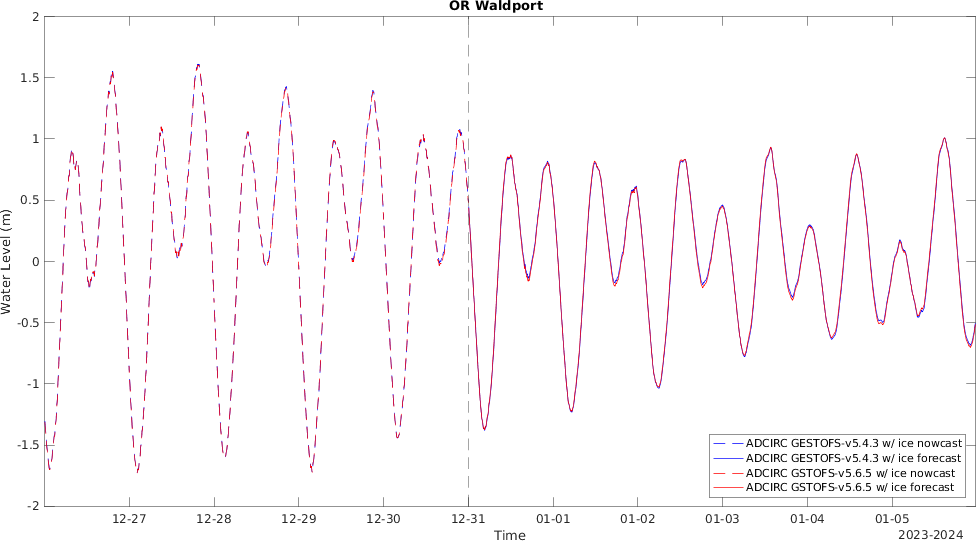 OR Waldport
2
1.5
1
0.5
0
-0.5
-1
-1.5
-2
Water Level (m)
ADCIRC GESTOFS-v5.4.3 w/ ice nowcast
ADCIRC GESTOFS-v5.4.3 w/ ice forecast
ADCIRC GSTOFS-v5.6.5 w/ ice nowcast
ADCIRC GSTOFS-v5.6.5 w/ ice forecast
12-27 12-28 12-29 12-30 12-31 01-01 01-02 01-03 01-04 01-05
Time
2023-2024